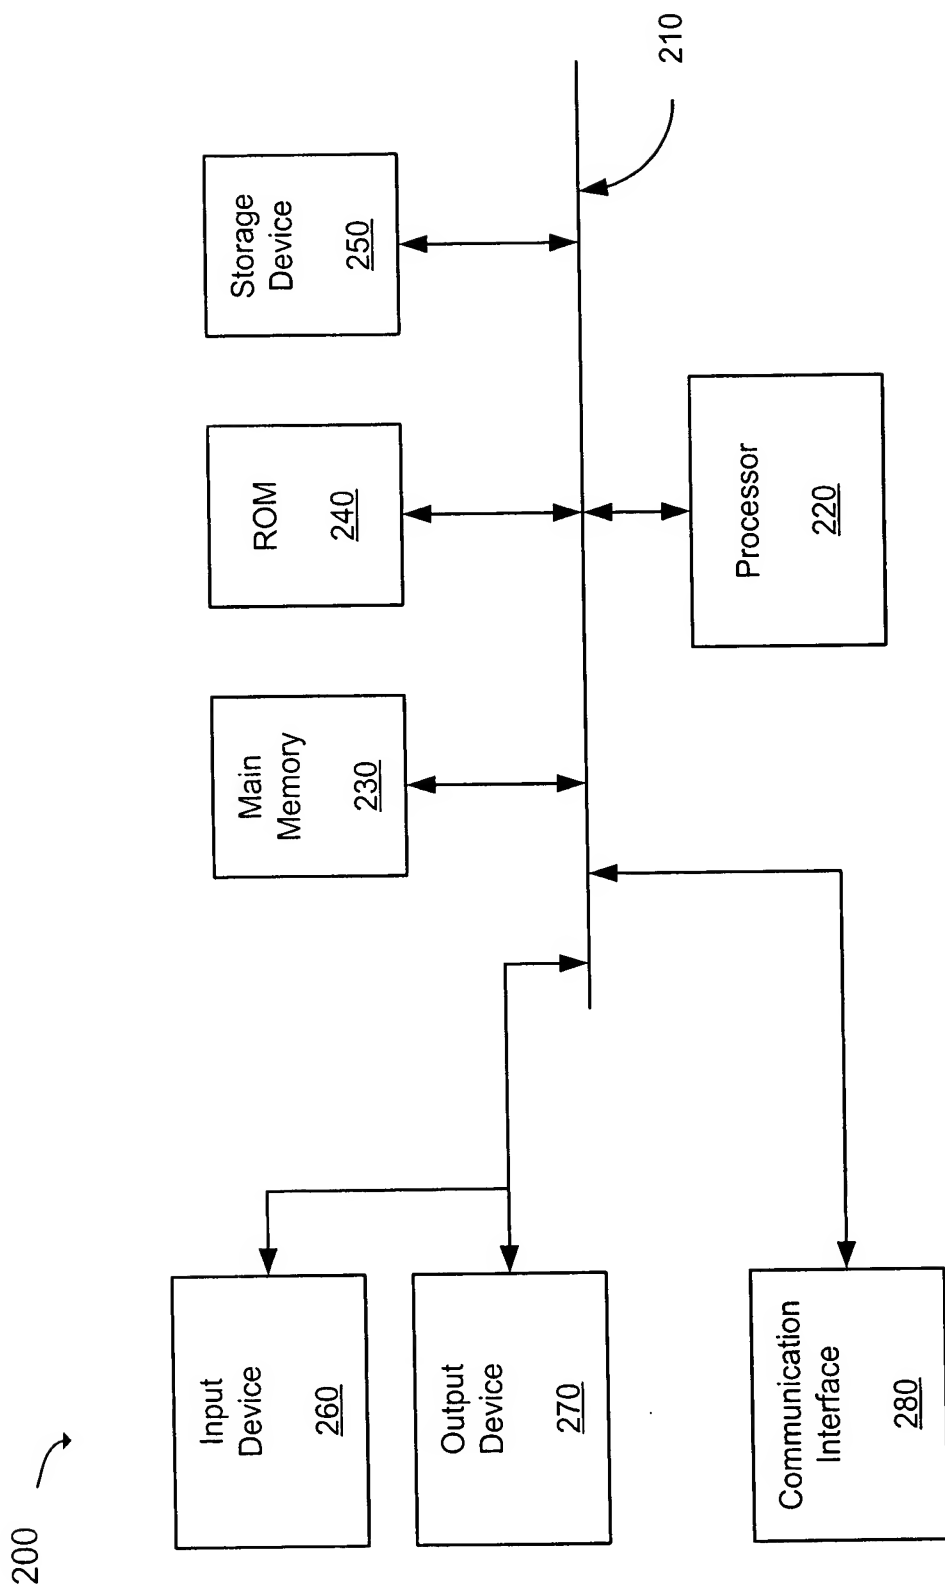 200
Input
Device
260
Output
Device
270
Communication
Interface
280
Main
Memory
230
ROM
240
Storage
Device
250
Processor
220
210